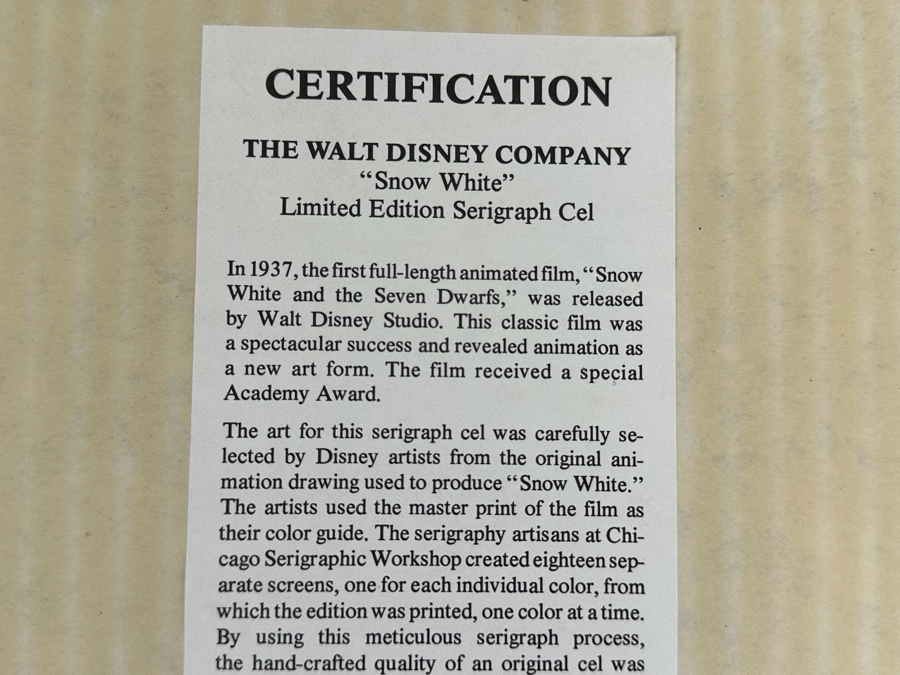 CERTIFICATION
THE WALT DISNEY COMPANY
“Snow White”
Limited Edition Serigraph Cel
In 1937, the first full-length animated film, “Snow
White and the Seven Dwarfs,” was released
by Walt Disney Studio. This classic film was
a spectacular success and revealed animation as
a new art form. The film received a special
Academy Award.
The art for this serigraph cel was carefully se-
lected by Disney artists from the original ani-
mation drawing used to produce “Snow White.”
The artists used the master print of the film as
their color guide. The serigraphy artisans at Chi-
cago Serigraphic Workshop created eighteen sep-
arate screens, one for each individual color, from
which the edition was printed, one color at a time.
By using this meticulous serigraph process,
the hand-crafted quality of an original cel was